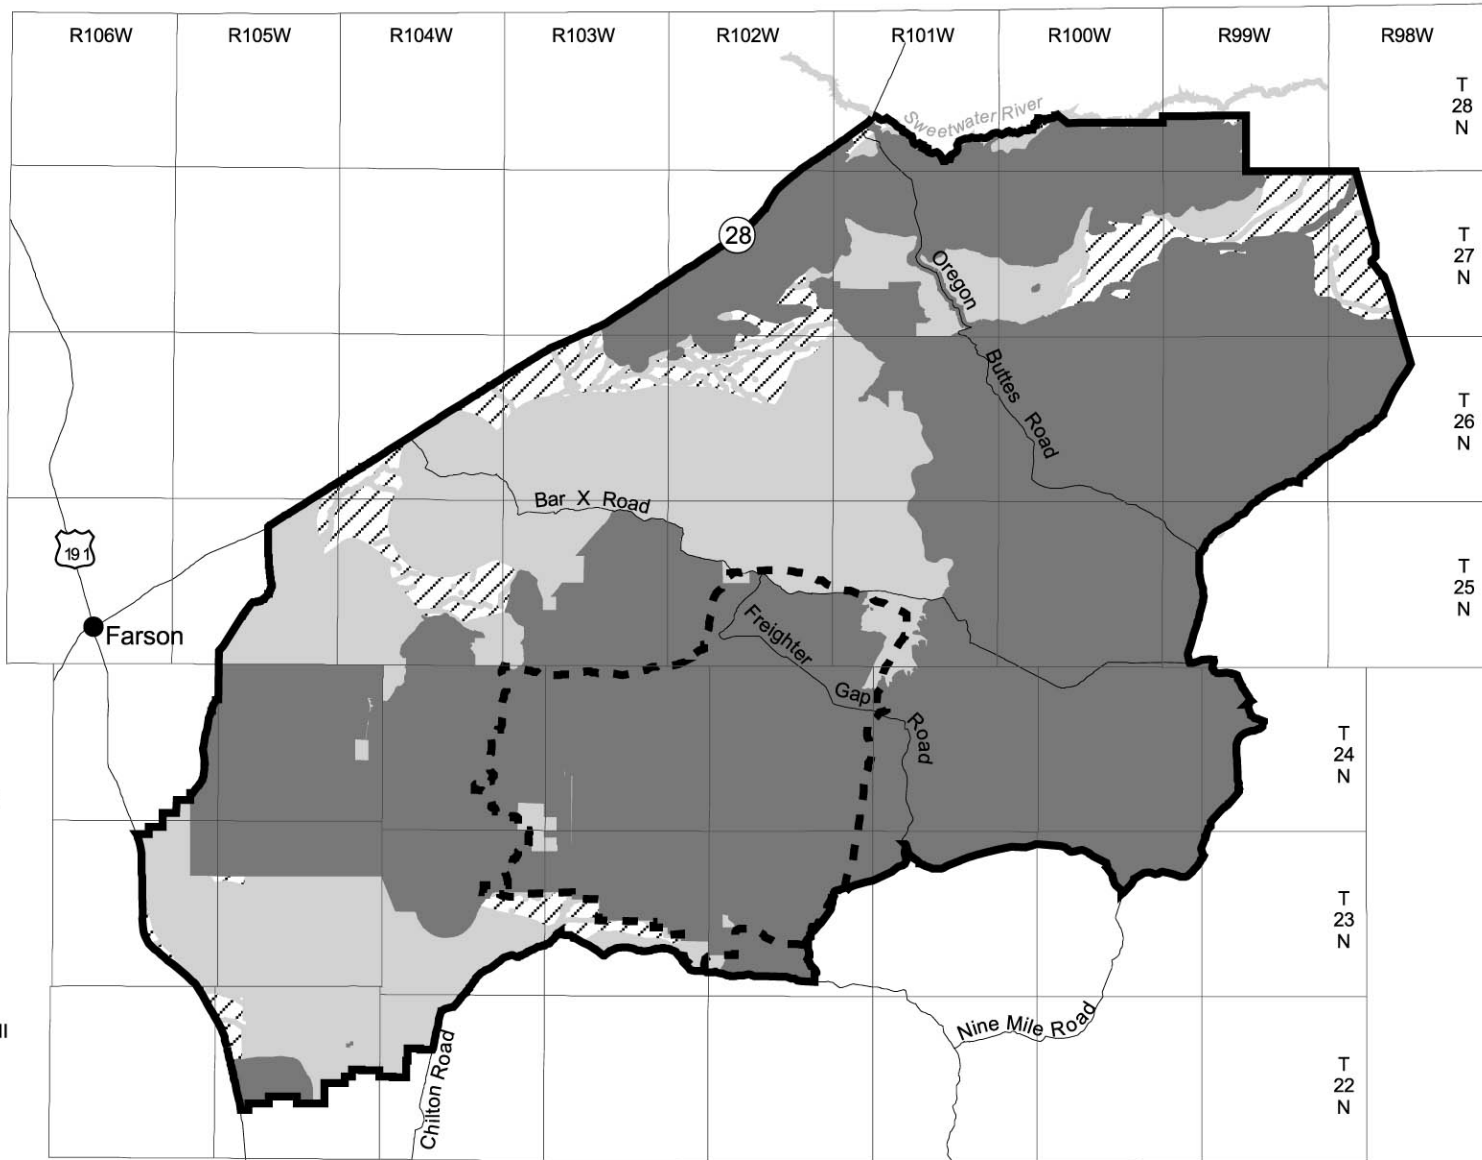 R106W R105W R104W R103W R102W R101W R100W R99W R98W
T
28
N
Sweetwater River
28
T
27
N
Oregon
Buttes
Road
T
26
N
Bar X Road
191
T
25
N
Farson
Freighter
Gap
Road
T
24
N
T
23
N
Nine Mile Road
Chilton Road
T
22
N